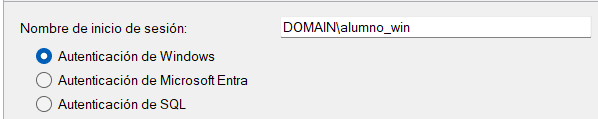 Nombre de inicio de sesión: DOMAIN\alumno_win
Autenticación de Windows
Autenticación de Microsoft Entra
Autenticación de SQL